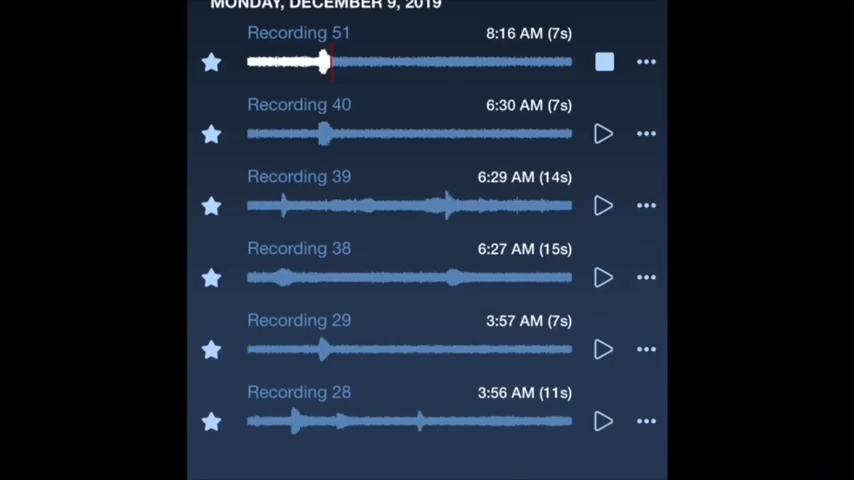 MONDAY, DECEMBER 9, 2019
Recording 51 8:16 AM (7s)
Recording 40 6:30 AM (7s)
Recording 39 6:29 AM (14s)
Recording 38 6:27 AM (15s)
Recording 29 3:57 AM (7s)
Recording 28 3:56 AM (11s)